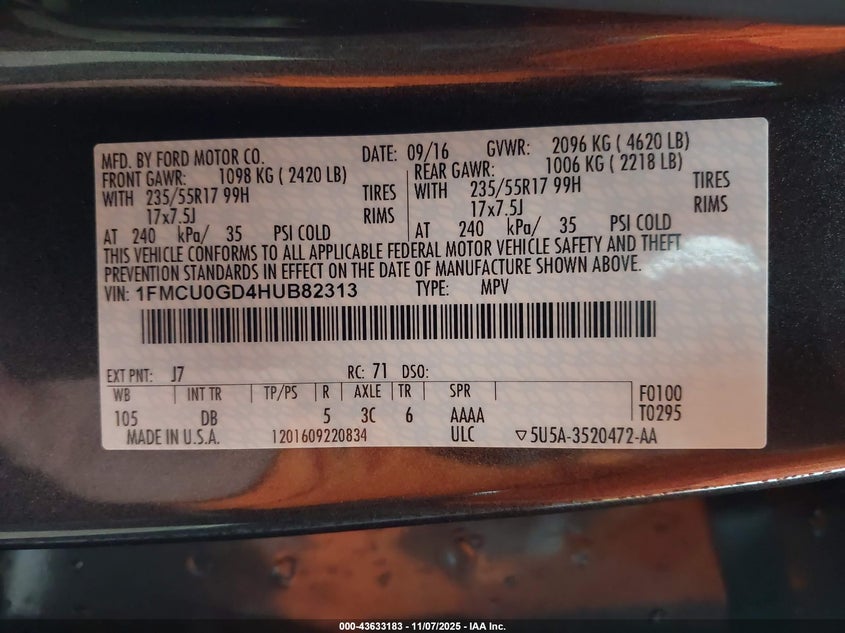 MFD. BY FORD MOTOR CO. DATE: 09/16 GVWR: 2096 KG ( 4620 LB)
FRONT GAWR: 1098 KG ( 2420 LB) REAR GAWR: 1006 KG ( 2218 LB)
WITH 235/55R17 99H TIRES WITH 235/55R17 99H TIRES
17x7.5J RIMS 17x7.5J RIMS
AT 240 kPa/ 35 PSI COLD AT 240 kPa/ 35 PSI COLD
THIS VEHICLE CONFORMS TO ALL APPLICABLE FEDERAL MOTOR VEHICLE SAFETY AND THEFT
PREVENTION STANDARDS IN EFFECT ON THE DATE OF MANUFACTURE SHOWN ABOVE.
VIN: 1FMCU0GD4HUB82313 TYPE: MPV
EXT PNT: J7 RC: 71 DSO:
WB INT TR TP/PS R AXLE TR SPR F0100
105 DB 5 3C 6 AAAA T0295
MADE IN U.S.A. 1201609220834 ULC ▽5U5A-3520472-AA
000-43633183 - 11/07/2025 - IAA Inc.